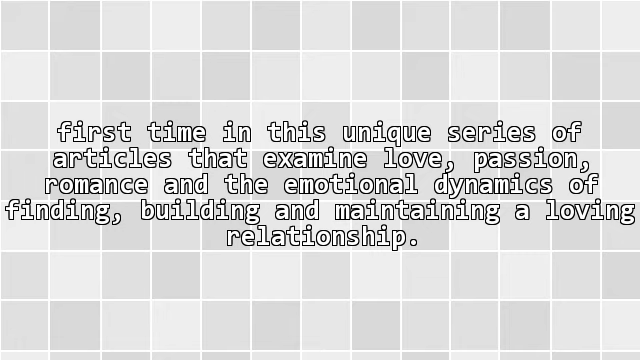 first time in this unique series of
articles that examine love, passion,
romance and the emotional dynamics of
finding, building and maintaining a loving
relationship.